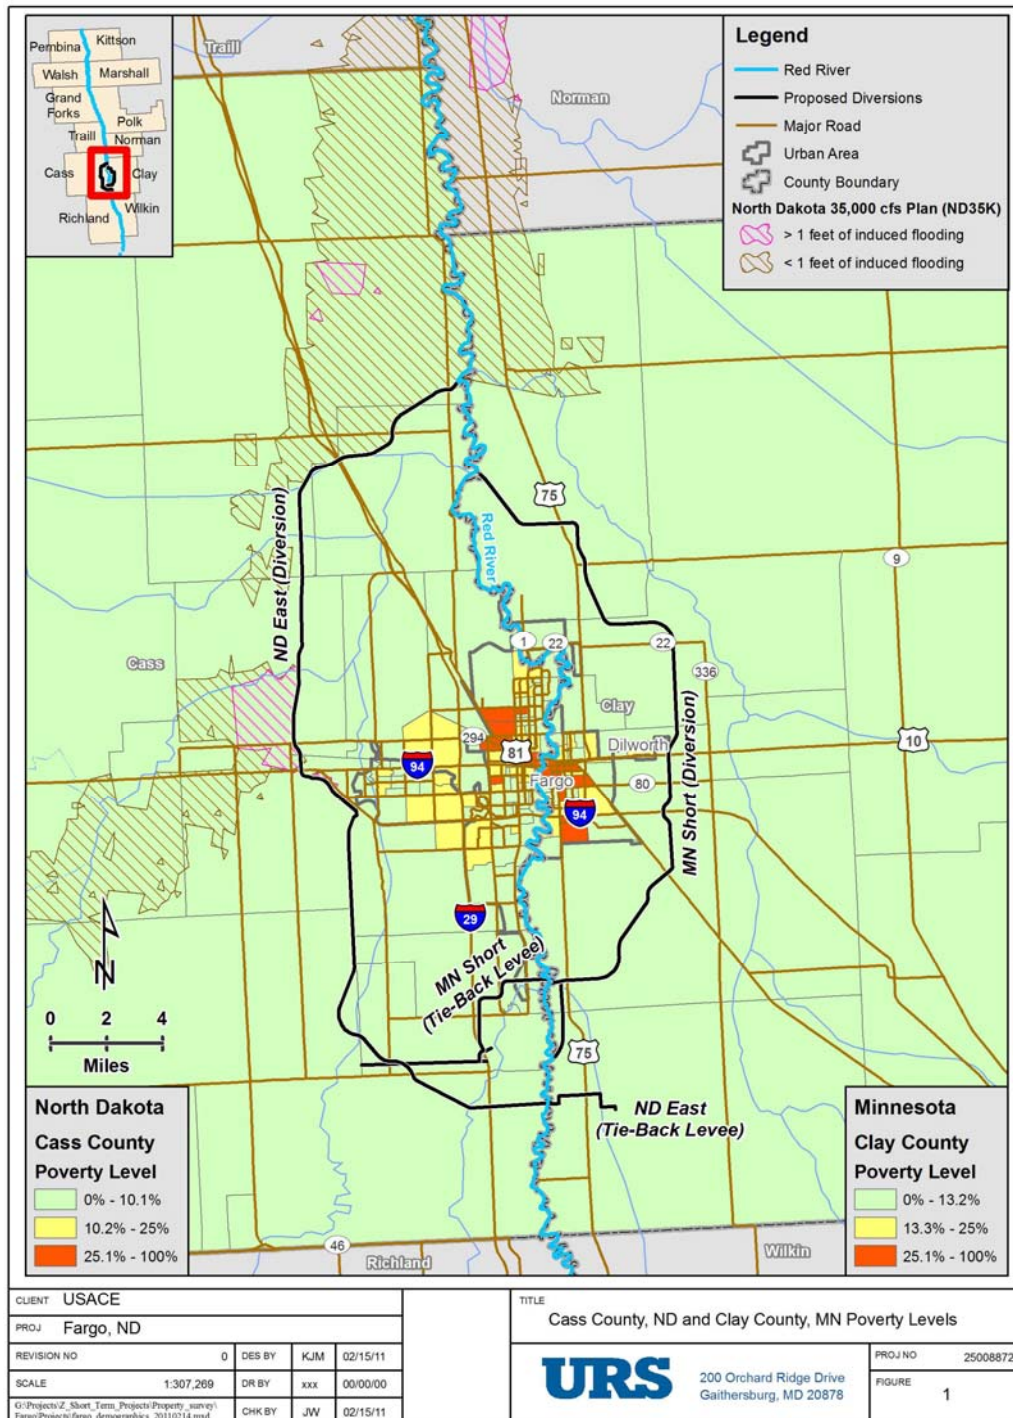 Pembina
Kittson
Walsh
Marshall
Grand
Forks
Polk
Traill
Norman
Cass
Clay
Richland
Wilkin
Traill
Norman
Legend
Red River
Proposed Diversions
Major Road
Urban Area
County Boundary
North Dakota 35,000 cfs Plan (ND35K)
> 1 feet of induced flooding
< 1 feet of induced flooding
75
Red River
ND East (Diversion)
9
Cass
1
22
22
336
Clay
294
81
Dilworth
10
94
Fargo
80
94
MN Short (Diversion)
29
MN Short
(Tie-Back Levee)
N
0 2 4
Miles
75
ND East
(Tie-Back Levee)
North Dakota
Cass County
Poverty Level
0% - 10.1%
10.2% - 25%
25.1% - 100%
Minnesota
Clay County
Poverty Level
0% - 13.2%
13.3% - 25%
25.1% - 100%
46
Richland
Wilkin
CLIENT USACE
PROJ Fargo, ND
REVISION NO 0 DES BY KJM 02/15/11
SCALE 1:307,269 DR BY xxx 00/00/00
G:\Projects\Z_Short_Term_Projects\Property_survey\
Fargo\Projects\fargo_demographics_20110214.mxd
CHK BY JW 02/15/11
TITLE
Cass County, ND and Clay County, MN Poverty Levels
URS
200 Orchard Ridge Drive
Gaithersburg, MD 20878
PROJ NO 25008872
FIGURE 1